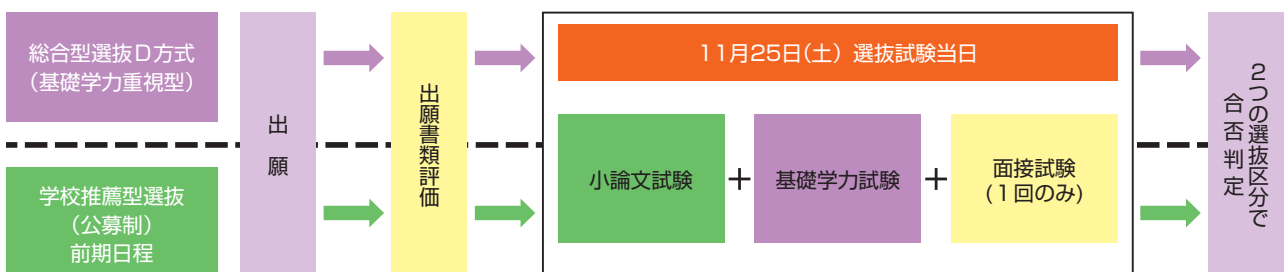 総合型選抜D方式
(基礎学力重視型)
学校推薦型選抜
(公募制)
前期日程
出願
出願書類評価
11月25日(土) 選抜試験当日
小論文試験
+
基礎学力試験
+
面接試験
(1回のみ)
2つの選抜区分で
合否判定